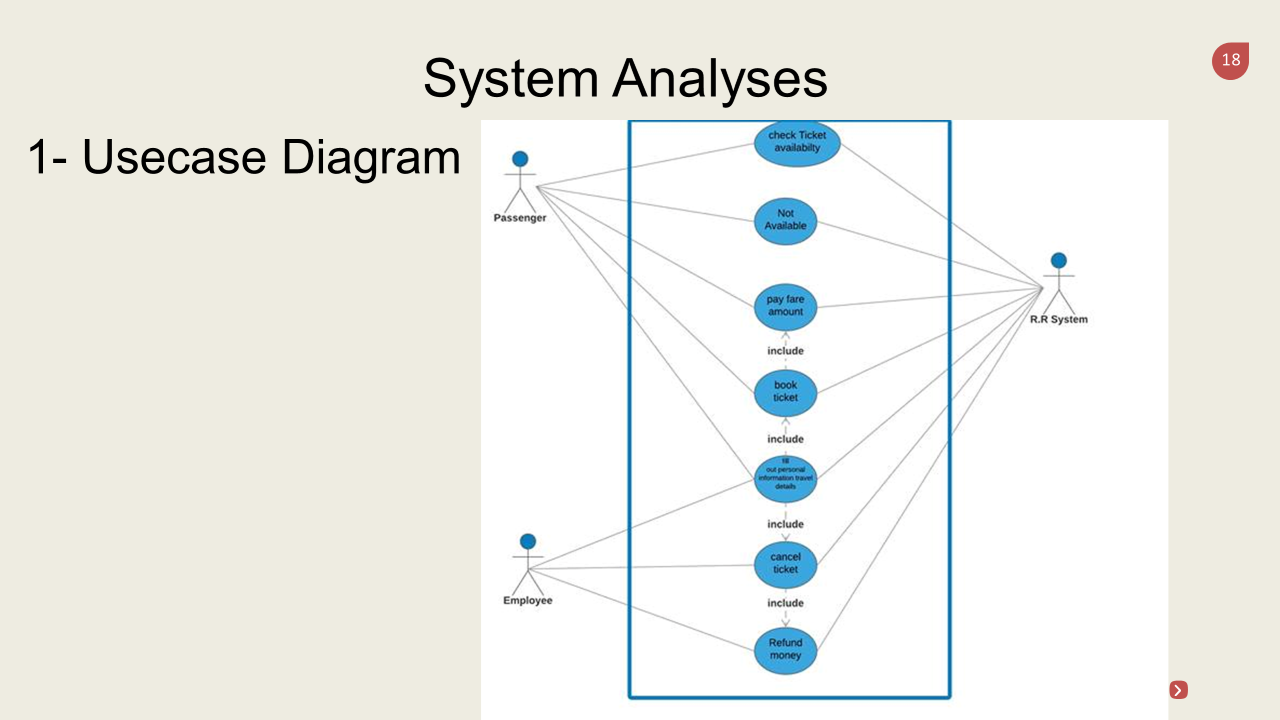 System Analyses
18
1- Usecase Diagram
check Ticket
availabilty
Passenger
Not
Available
R.R System
pay fare
amount
include
book
ticket
include
fill
out personal
information travel
details
include
Employee
cancel
ticket
include
Refund
money